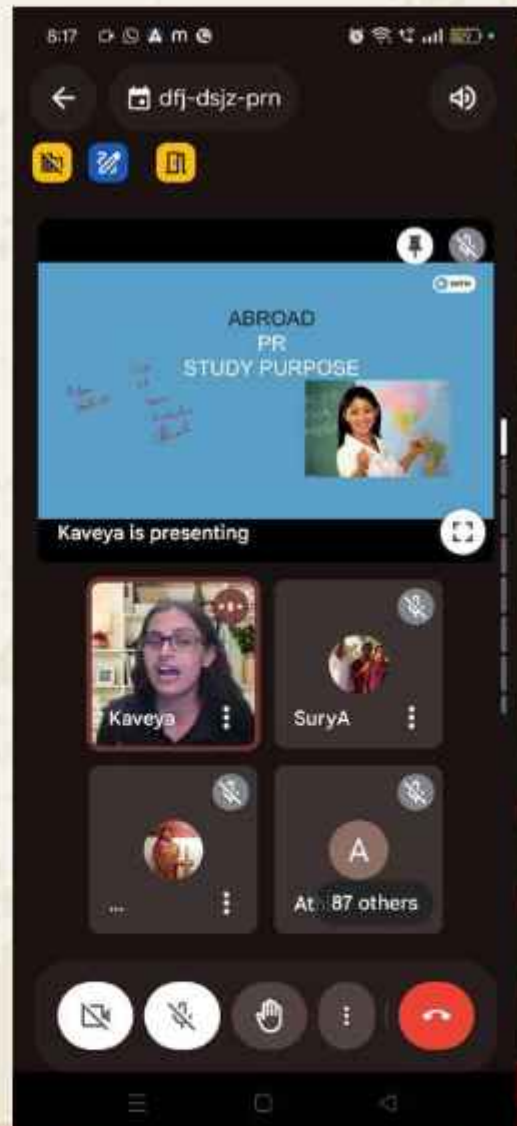 8:17
dfj-dsjz-prn
ABROAD
PR
STUDY PURPOSE
Kaveya is presenting
Kaveya
SuryA
...
A
At 87 others